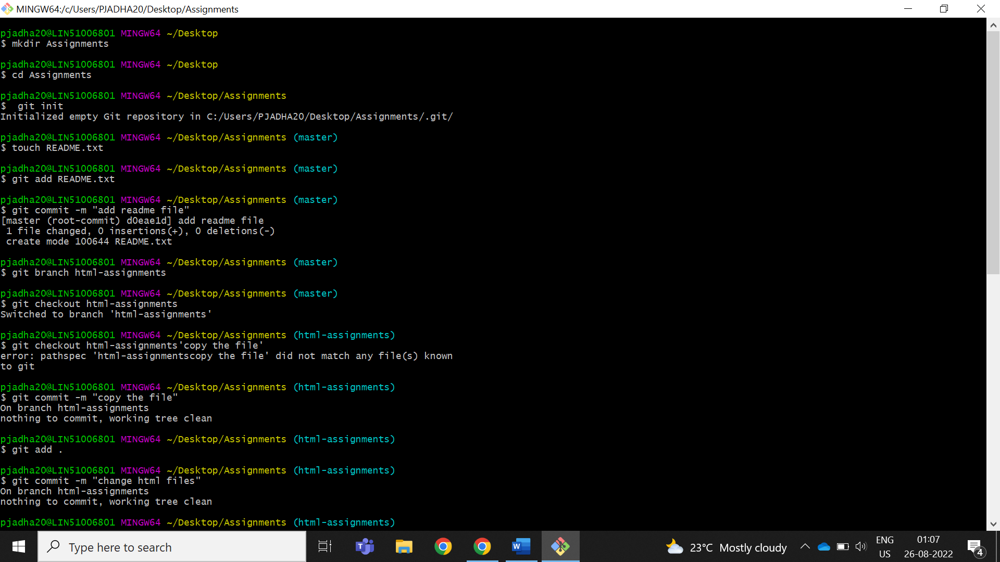 MINGW64:/c/Users/PJADHA20/Desktop/Assignments
pjadha20@LIN51006801 MINGW64 ~/Desktop
$ mkdir Assignments
pjadha20@LIN51006801 MINGW64 ~/Desktop
$ cd Assignments
pjadha20@LIN51006801 MINGW64 ~/Desktop/Assignments
$  git init
Initialized empty Git repository in C:/Users/PJADHA20/Desktop/Assignments/.git/
pjadha20@LIN51006801 MINGW64 ~/Desktop/Assignments (master)
$ touch README.txt
pjadha20@LIN51006801 MINGW64 ~/Desktop/Assignments (master)
$ git add README.txt
pjadha20@LIN51006801 MINGW64 ~/Desktop/Assignments (master)
$ git commit -m "add readme file"
[master (root-commit) d0eae1d] add readme file
 1 file changed, 0 insertions(+), 0 deletions(-)
 create mode 100644 README.txt
pjadha20@LIN51006801 MINGW64 ~/Desktop/Assignments (master)
$ git branch html-assignments
pjadha20@LIN51006801 MINGW64 ~/Desktop/Assignments (master)
$ git checkout html-assignments
Switched to branch 'html-assignments'
pjadha20@LIN51006801 MINGW64 ~/Desktop/Assignments (html-assignments)
$ git checkout html-assignments'copy the file'
error: pathspec 'html-assignmentscopy the file' did not match any file(s) known
to git
pjadha20@LIN51006801 MINGW64 ~/Desktop/Assignments (html-assignments)
$ git commit -m "copy the file"
On branch html-assignments
nothing to commit, working tree clean
pjadha20@LIN51006801 MINGW64 ~/Desktop/Assignments (html-assignments)
$ git add .
pjadha20@LIN51006801 MINGW64 ~/Desktop/Assignments (html-assignments)
$ git commit -m "change html files"
On branch html-assignments
nothing to commit, working tree clean
pjadha20@LIN51006801 MINGW64 ~/Desktop/Assignments (html-assignments)
Type here to search
23°C Mostly cloudy
ENG
US
01:07
26-08-2022
4